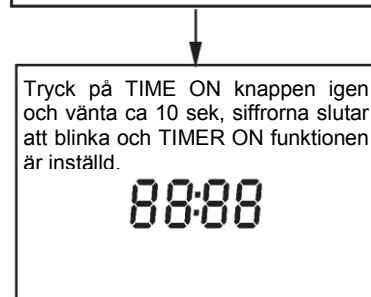 Tryck på TIME ON knappen igen
och vänta ca 10 sek, siffrorna slutar
att blinka och TIMER ON funktionen
är inställd.
88:88